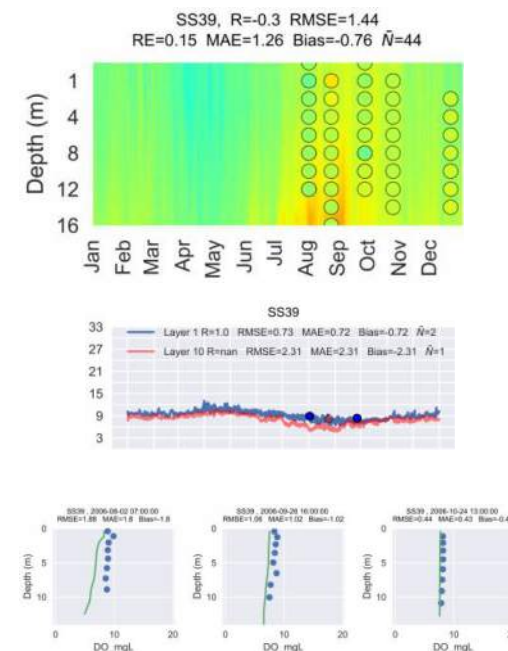 SS39, R=-0.3 RMSE=1.44
RE=0.15 MAE=1.26 Bias=-0.76 N̄=44
Depth (m)
1
4
8
12
16
Jan
Feb
Mar
Apr
May
Jun
Jul
Aug
Sep
Oct
Nov
Dec
SS39
33
27
21
15
9
3
Layer 1 R=1.0 RMSE=0.73 MAE=0.72 Bias=-0.72 N̄=2
Layer 10 R=nan RMSE=2.31 MAE=2.31 Bias=-2.31 N̄=1
SS39 , 2006-08-02 07:00:00
RMSE=1.88 MAE=1.8 Bias=-1.8
Depth (m)
0
5
10
0 10 20
DO mgL
SS39 , 2006-09-26 16:00:00
RMSE=1.06 MAE=1.02 Bias=-1.02
Depth (m)
0
5
10
0 10 20
DO mgL
SS39 , 2006-10-24 13:00:00
RMSE=0.44 MAE=0.43
Depth (m)
0
5
10
0 10 20
DO mgL